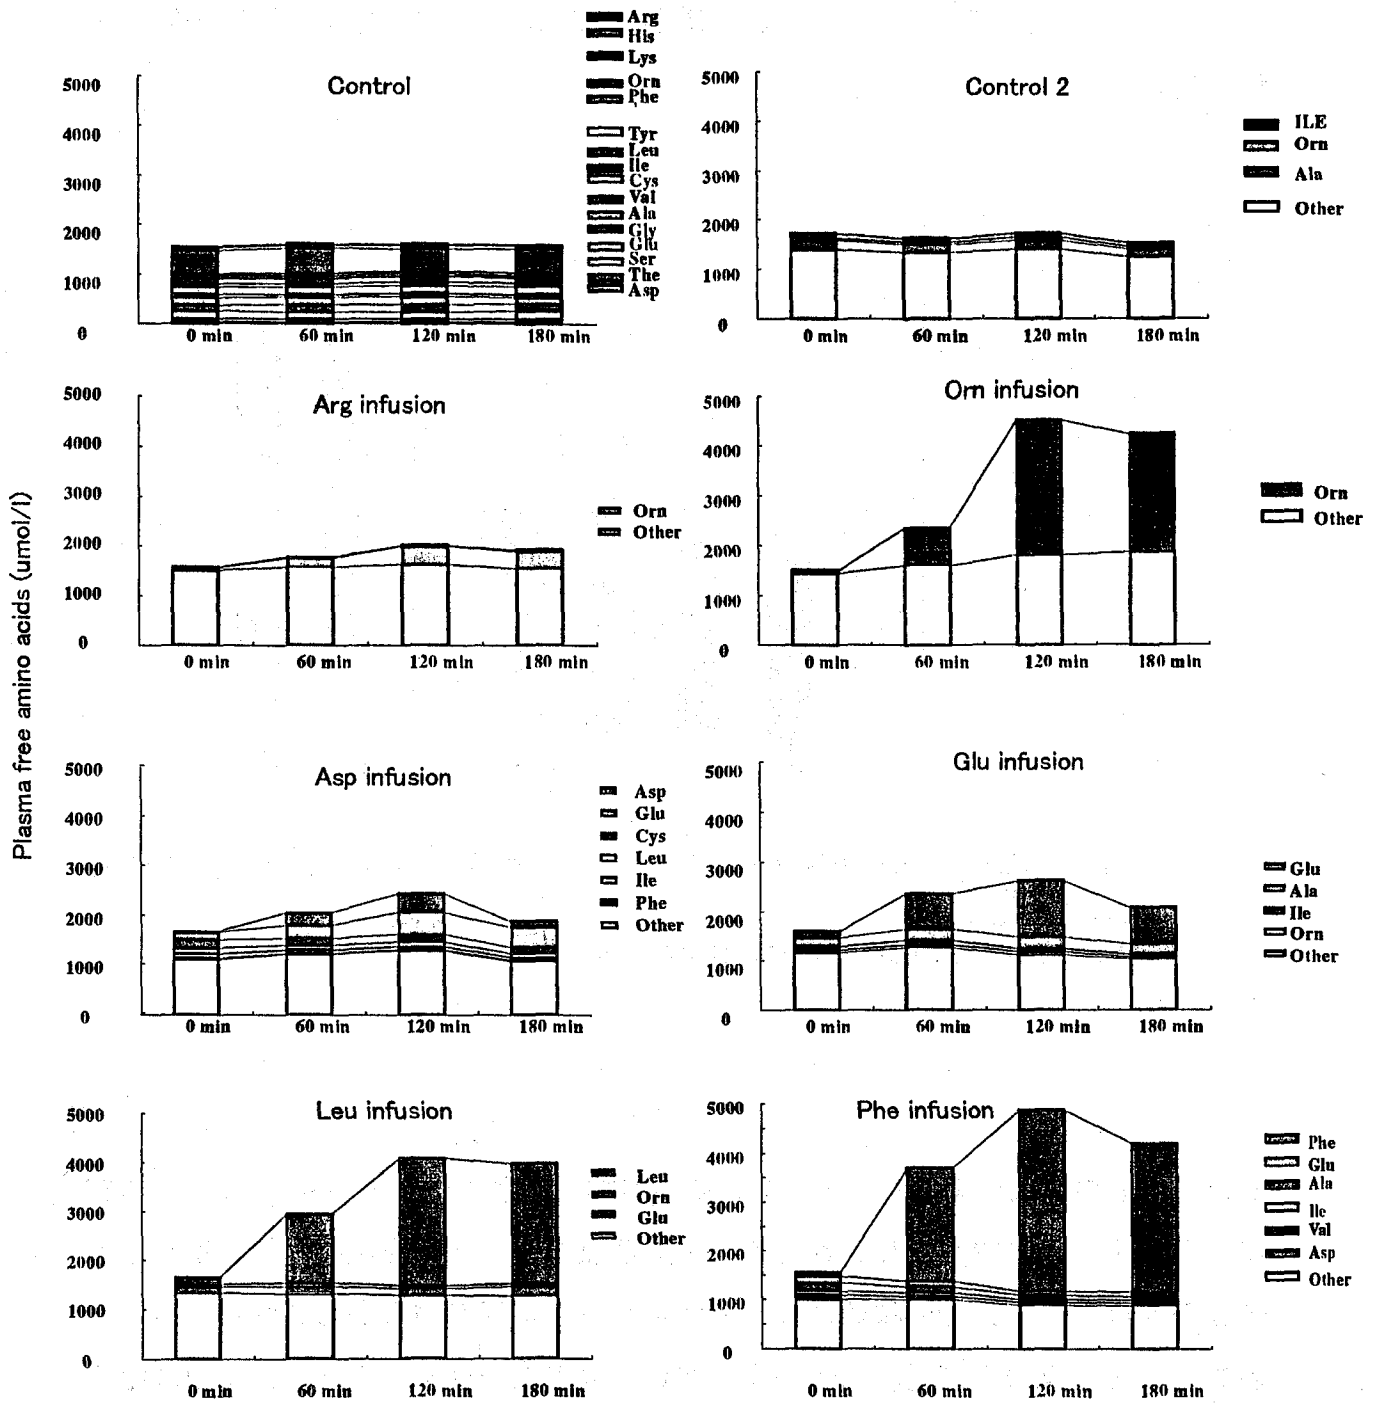 Plasma free amino acids (umol/l)
Control
5000
4000
3000
2000
1000
0
0 min
60 min
120 min
180 min
Arg
His
Lys
Orn
Phe
Tyr
Leu
Ile
Cys
Val
Ala
Gly
Glu
Ser
The
Asp
Control 2
5000
4000
3000
2000
1000
0
0 min
60 min
120 min
180 min
ILE
Orn
Ala
Other
Arg infusion
5000
4000
3000
2000
1000
0
0 min
60 min
120 min
180 min
Orn
Other
Orn infusion
5000
4000
3000
2000
1000
0
0 min
60 min
120 min
180 min
Orn
Other
Asp infusion
5000
4000
3000
2000
1000
0
0 min
60 min
120 min
180 min
Asp
Glu
Cys
Leu
Ile
Phe
Other
Glu infusion
5000
4000
3000
2000
1000
0
0 min
60 min
120 min
180 min
Glu
Ala
Ile
Orn
Other
Leu infusion
5000
4000
3000
2000
1000
0
0 min
60 min
120 min
180 min
Leu
Orn
Glu
Other
Phe infusion
5000
4000
3000
2000
1000
0
0 min
60 min
120 min
180 min
Phe
Glu
Ala
Ile
Val
Asp
Other